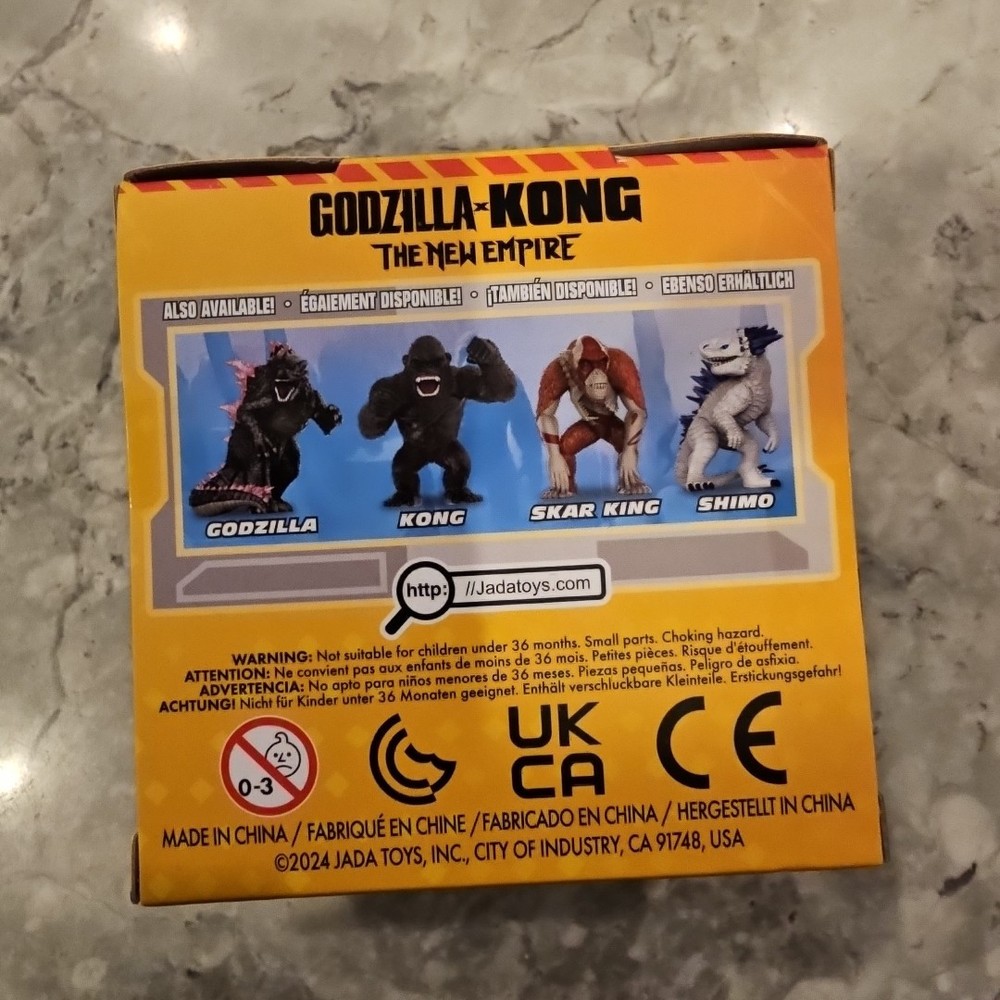 GODZILLA x KONG
THE NEW EMPIRE
ALSO AVAILABLE! • ÉGAIEMENT DISPONIBLE! • ¡TAMBIÉN DISPONIBLE! • EBENSO ERHÄLTLICH
GODZILLA
KONG
SKAR KING
SHIMO
http: //Jadatoys.com
WARNING: Not suitable for children under 36 months. Small parts. Choking hazard.
ATTENTION: Ne convient pas aux enfants de moins de 36 mois. Petites pièces. Risque d'étouffement.
ADVERTENCIA: No apto para niños menores de 36 meses. Piezas pequeñas. Peligro de asfixia.
ACHTUNG! Nicht für Kinder unter 36 Monaten geeignet. Enthält verschluckbare Kleinteile. Erstickungsgefahr!
0-3
UK
CA
CE
MADE IN CHINA / FABRIQUÉ EN CHINE / FABRICADO EN CHINA / HERGESTELLT IN CHINA
©2024 JADA TOYS, INC., CITY OF INDUSTRY, CA 91748, USA